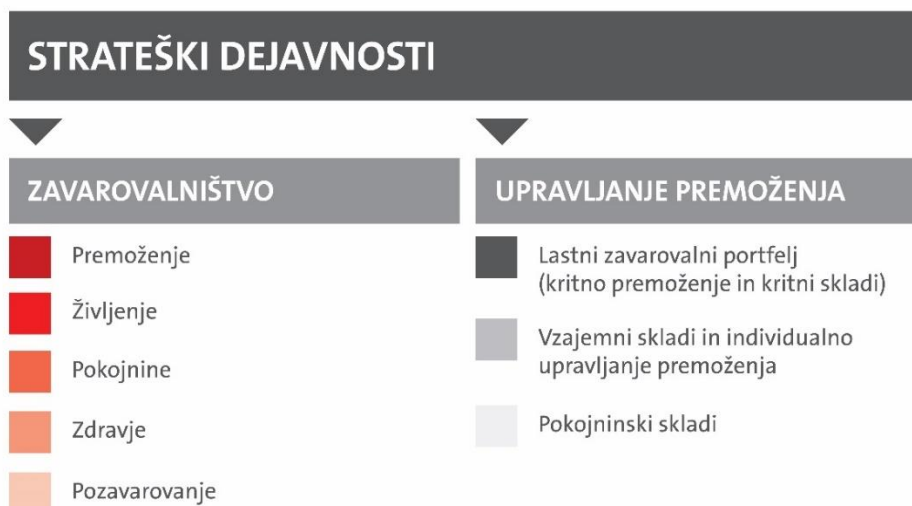 STRATEŠKI DEJAVNOSTI
ZAVAROVALNIŠTVO
Premoženje
Življenje
Pokojnine
Zdravje
Pozavarovanje
UPRAVLJANJE PREMOŽENJA
Lastni zavarovalni portfelj
(kritno premoženje in kritni skladi)
Vzajemni skladi in individualno
upravljanje premoženja
Pokojninski skladi